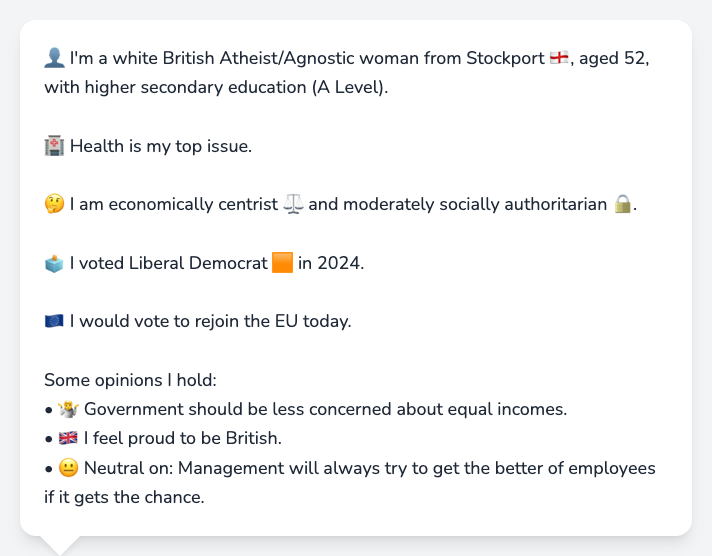 👤 I'm a white British Atheist/Agnostic woman from Stockport 🏴󠁧󠁢󠁥󠁮󠁧󠁿, aged 52,
with higher secondary education (A Level).
🏥 Health is my top issue.
🤔 I am economically centrist ⚖️ and moderately socially authoritarian 🔒.
🗳️ I voted Liberal Democrat 🟧 in 2024.
🇪🇺 I would vote to rejoin the EU today.
Some opinions I hold:
• 🤷 Government should be less concerned about equal incomes.
• 🇬🇧 I feel proud to be British.
• 😐 Neutral on: Management will always try to get the better of employees
if it gets the chance.